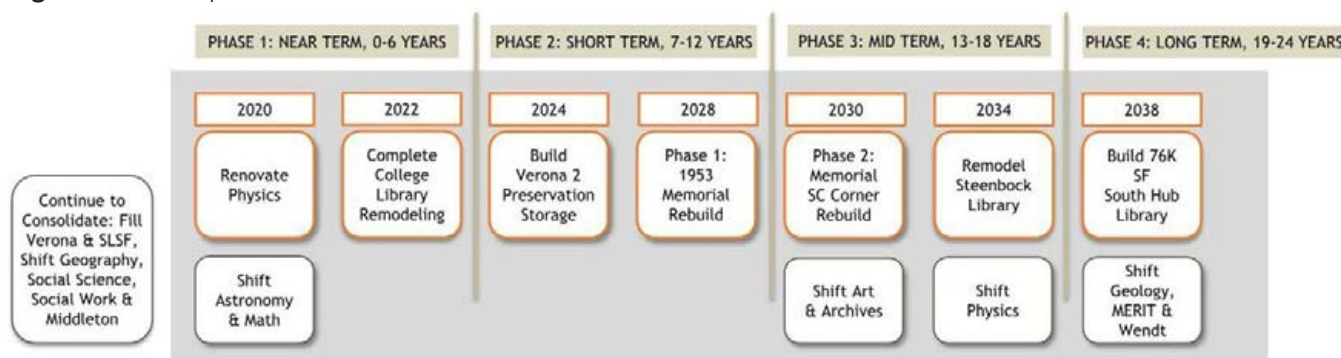 PHASE 1: NEAR TERM, 0-6 YEARS
PHASE 2: SHORT TERM, 7-12 YEARS
PHASE 3: MID TERM, 13-18 YEARS
PHASE 4: LONG TERM, 19-24 YEARS
2020
2022
2024
2028
2030
2034
2038
Renovate
Physics
Complete
College
Library
Remodeling
Build
Verona 2
Preservation
Storage
Phase 1:
1953
Memorial
Rebuild
Phase 2:
Memorial
SC Corner
Rebuild
Remodel
Steenbock
Library
Build 76K
SF
South Hub
Library
Continue to
Consolidate: Fill
Verona & SLSF,
Shift Geography,
Social Science,
Social Work &
Middleton
Shift
Astronomy
& Math
Shift Art
& Archives
Shift
Physics
Shift
Geology,
MERIT &
Wendt